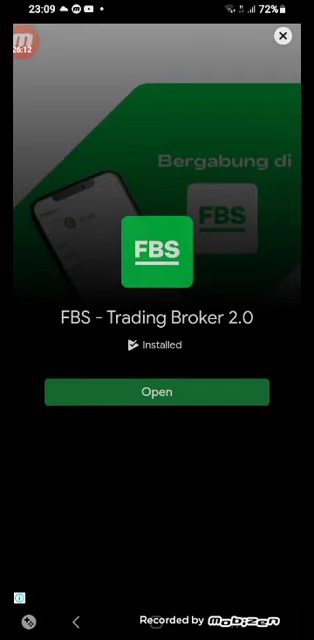 23:09
72%
26:12
Bergabung di
FBS
FBS
FBS - Trading Broker 2.0
Installed
Open
Recorded by mobizen